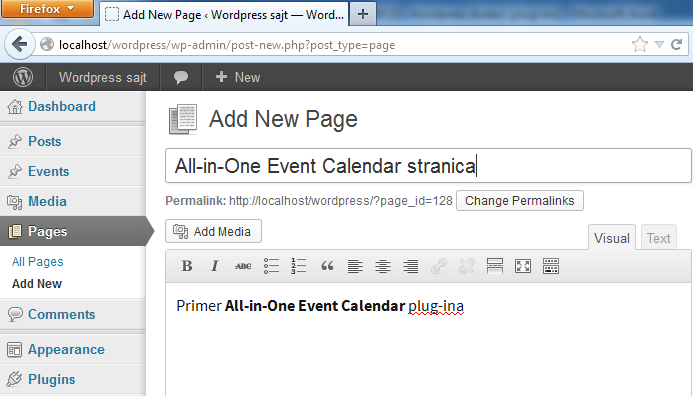 Firefox
Add New Page ‹ Wordpress sajt — Word...
localhost/wordpress/wp-admin/post-new.php?post_type=page
Wordpress sajt
New
Dashboard
Posts
Events
Media
Pages
All Pages
Add New
Comments
Appearance
Plugins
Add New Page
All-in-One Event Calendar stranica
Permalink: http://localhost/wordpress/?page_id=128 Change Permalinks
Add Media
Visual Text
B I ABC
Primer All-in-One Event Calendar plug-ina